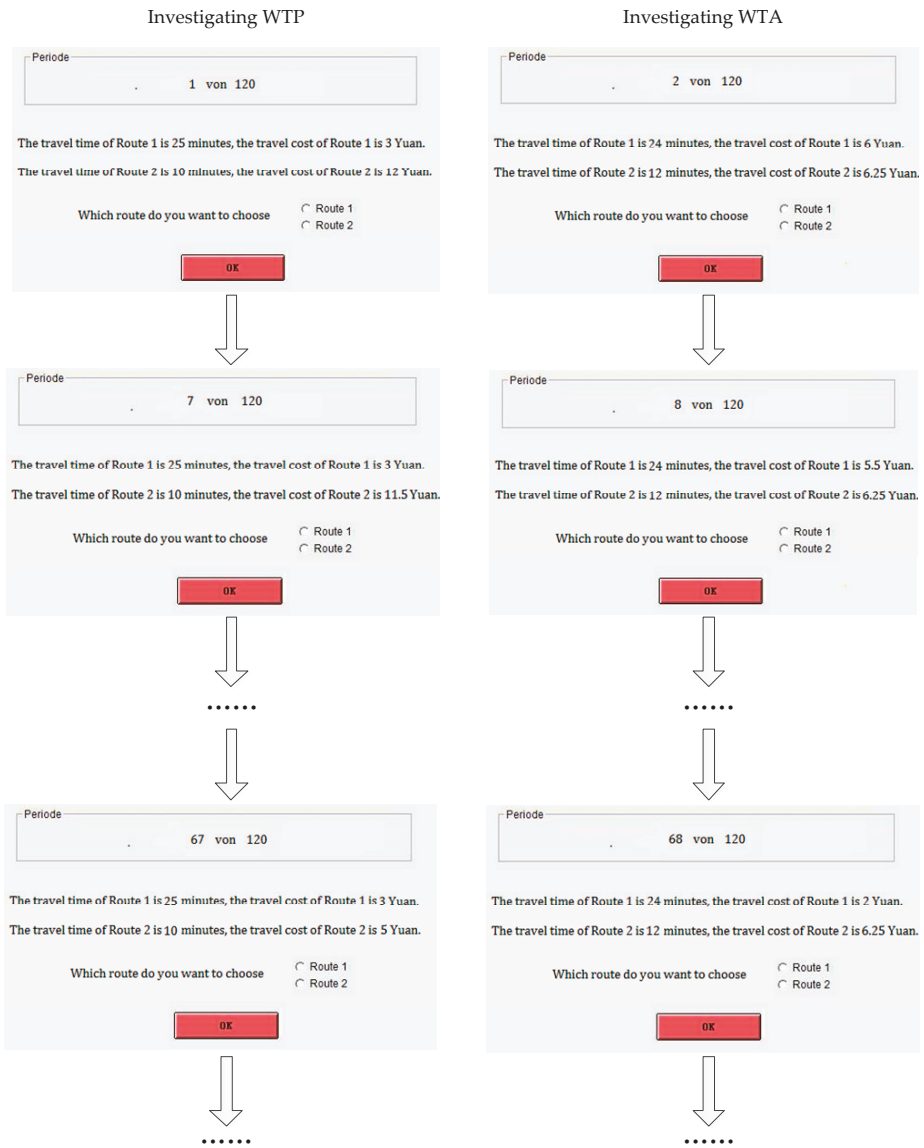 Investigating WTP
Periode
1 von 120
The travel time of Route 1 is 25 minutes, the travel cost of Route 1 is 3 Yuan.
The travel time of Route 2 is 10 minutes, the travel cost of Route 2 is 12 Yuan.
Which route do you want to choose
Route 1
Route 2
OK
Periode
7 von 120
The travel time of Route 1 is 25 minutes, the travel cost of Route 1 is 3 Yuan.
The travel time of Route 2 is 10 minutes, the travel cost of Route 2 is 11.5 Yuan.
Which route do you want to choose
Route 1
Route 2
OK
......
Periode
67 von 120
The travel time of Route 1 is 25 minutes, the travel cost of Route 1 is 3 Yuan.
The travel time of Route 2 is 10 minutes, the travel cost of Route 2 is 5 Yuan.
Which route do you want to choose
Route 1
Route 2
OK
......
Investigating WTA
Periode
2 von 120
The travel time of Route 1 is 24 minutes, the travel cost of Route 1 is 6 Yuan.
The travel time of Route 2 is 12 minutes, the travel cost of Route 2 is 6.25 Yuan.
Which route do you want to choose
Route 1
Route 2
OK
Periode
8 von 120
The travel time of Route 1 is 24 minutes, the travel cost of Route 1 is 5.5 Yuan.
The travel time of Route 2 is 12 minutes, the travel cost of Route 2 is 6.25 Yuan.
Which route do you want to choose
Route 1
Route 2
OK
......
Periode
68 von 120
The travel time of Route 1 is 24 minutes, the travel cost of Route 1 is 2 Yuan.
The travel time of Route 2 is 12 minutes, the travel cost of Route 2 is 6.25 Yuan.
Which route do you want to choose
Route 1
Route 2
OK
......